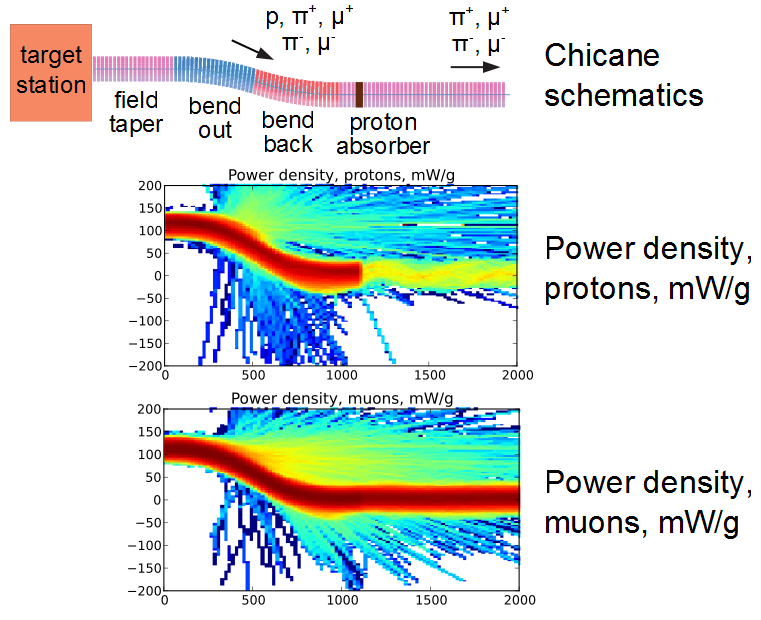 target
station
field
taper
bend
out
bend
back
proton
absorber
p, π⁺, μ⁺
π⁻, μ⁻
π⁺, μ⁺
π⁻, μ⁻
Chicane
schematics
Power density, protons, mW/g
200
150
100
50
0
−50
−100
−150
−200
0 500 1000 1500 2000
Power density,
protons, mW/g
Power density, muons, mW/g
200
150
100
50
0
−50
−100
−150
−200
0 500 1000 1500 2000
Power density,
muons, mW/g